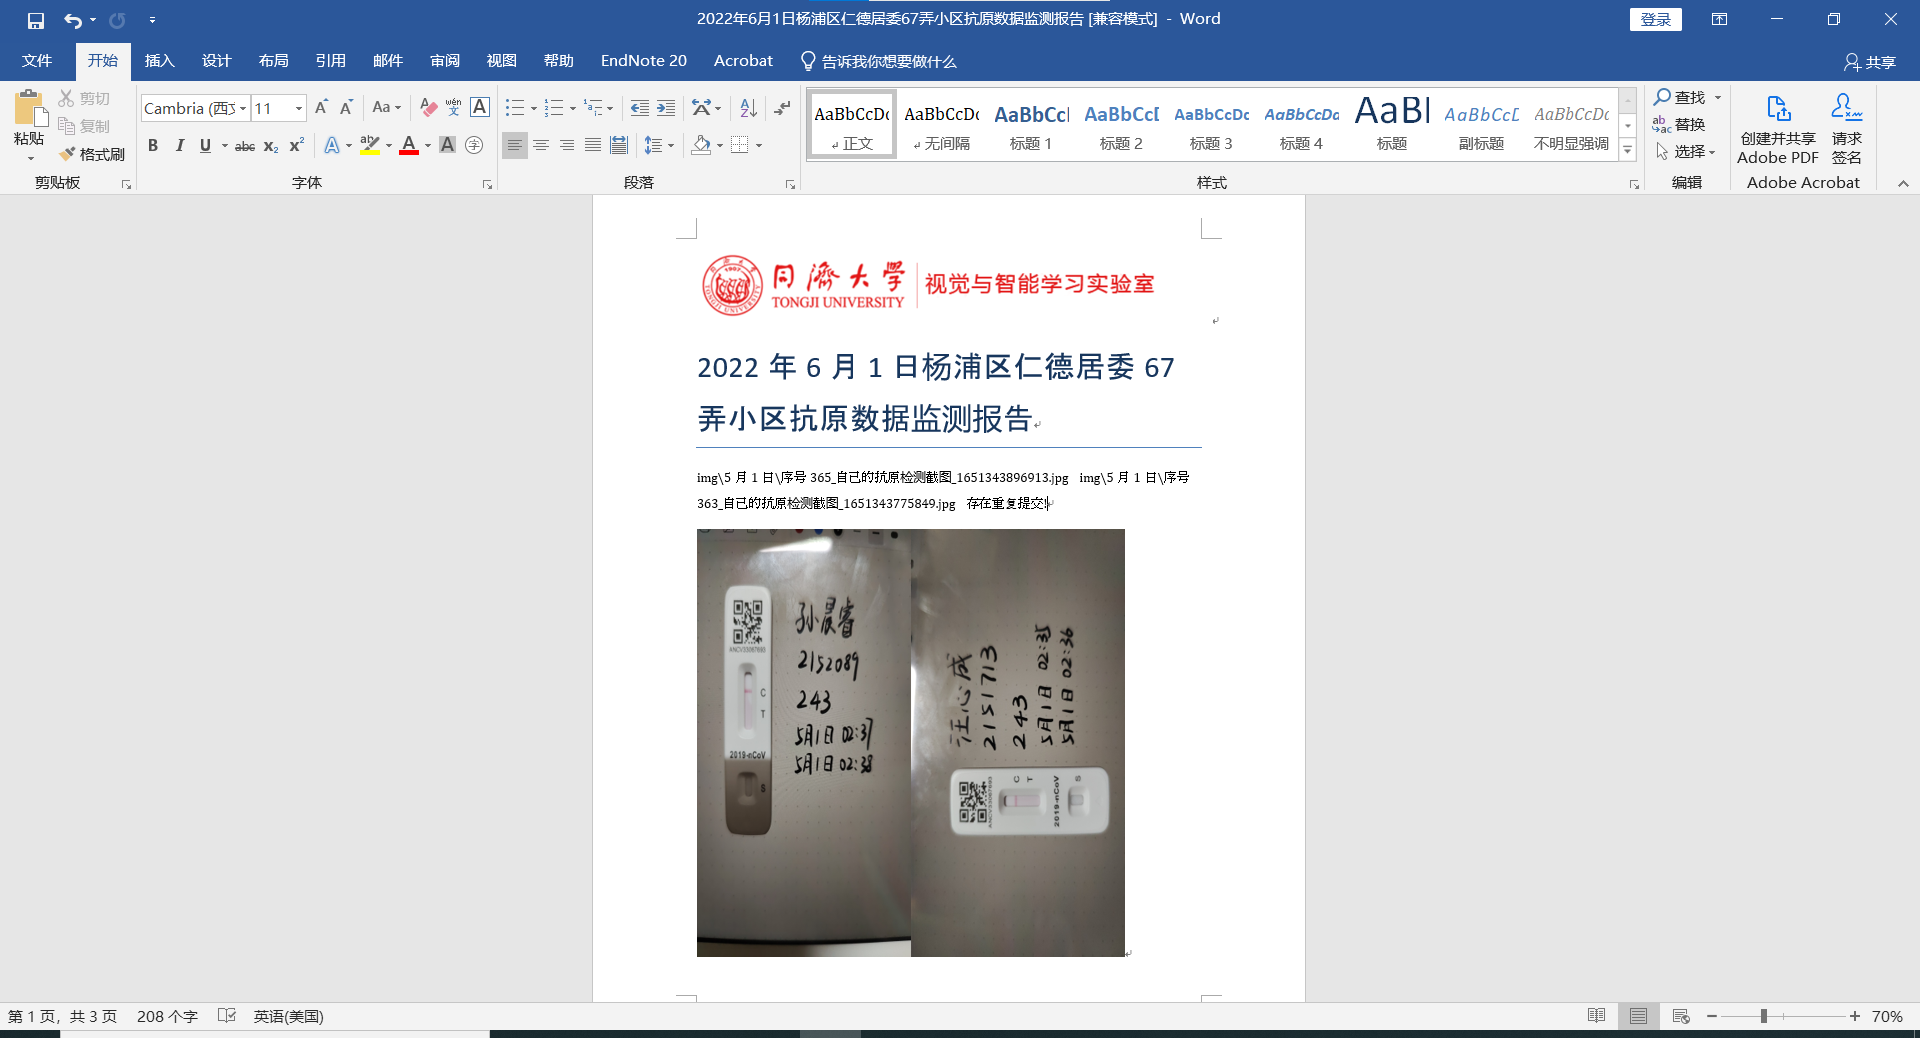 2022年6月1日杨浦区仁德居委67弄小区抗原数据监测报告 [兼容模式] - Word
登录
文件 开始 插入 设计 布局 引用 邮件 审阅 视图 帮助 EndNote 20 Acrobat 告诉我你想要做什么 共享
粘贴
剪切
复制
格式刷
剪贴板
Cambria (西文 11
字体
段落
AaBbCcDc AaBbCcDc AaBbCcI AaBbCcD AaBbCcDc AaBbCcDa AaBl AaBbCcL AaBbCcDc
正文 无间隔 标题 1 标题 2 标题 3 标题 4 标题 副标题 不明显强调
样式
查找
替换
选择
编辑
创建并共享
Adobe PDF
请求
签名
Adobe Acrobat
同濟大學
TONGJI UNIVERSITY
视觉与智能学习实验室
2022 年 6 月 1 日杨浦区仁德居委 67
弄小区抗原数据监测报告
img\5 月 1 日\序号 365_自己的抗原检测截图_1651343896913.jpg img\5 月 1 日\序号
363_自己的抗原检测截图_1651343775849.jpg 存在重复提交!
孙晨睿
2152089
243
5月1日 02:37
5月1日 02:38
C
T
2019-nCoV
S
汪心成
2151713
243
5月1日 02:35
5月1日 02:36
C
T
2019-nCoV
S
第 1 页，共 3 页 208 个字 英语(美国) 70%